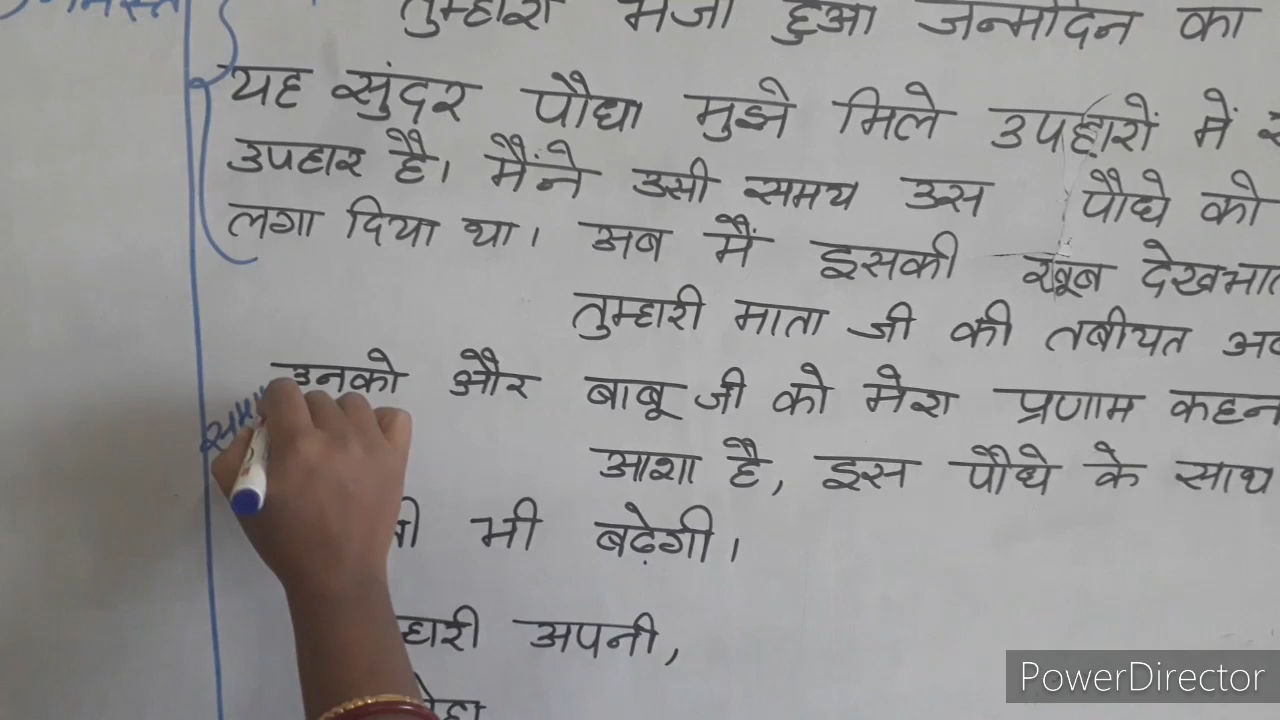 तुम्हारा भेजा हुआ जन्मदिन का
यह सुंदर पौधा मुझे मिले उपहारों में
उपहार है। मैंने उसी समय उस पौधे को
लगा दिया था। अब मैं इसकी खूब
तुम्हारी माता जी की तबीयत
उनको और बाबू जी को मेरा प्रणाम
आशा है, इस पौधे के साथ
भी बढ़ेगी।
अपनी,
PowerDirector